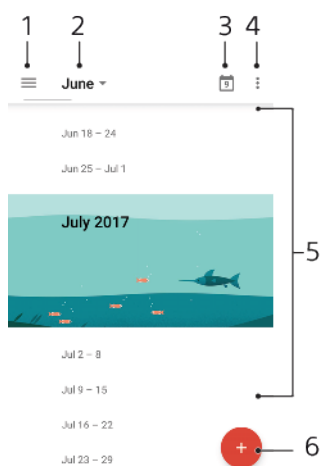 1 2 3 4
June
9
Jun 18 – 24
Jun 25 – Jul 1
July 2017
5
Jul 2 – 8
Jul 9 – 15
Jul 16 – 22
6
Jul 23 – 29